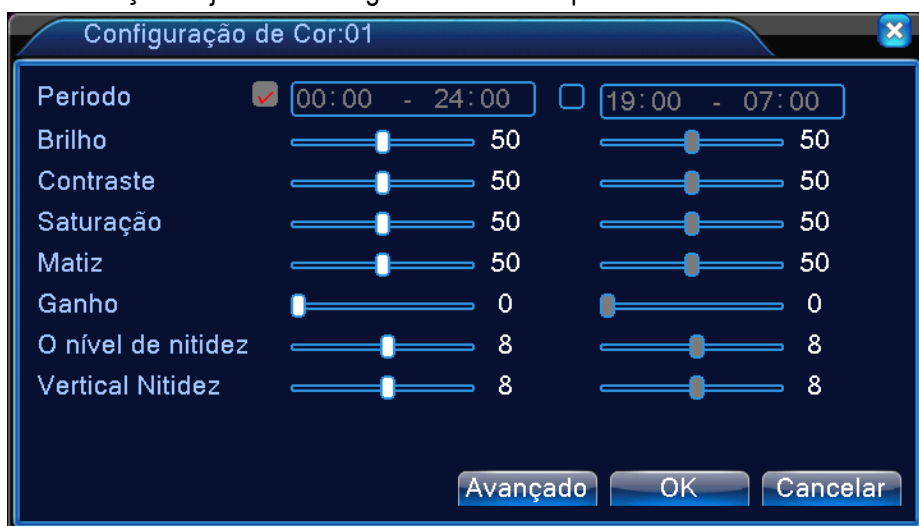 Configuração de Cor:01
Periodo 00:00 - 24:00 19:00 - 07:00
Brilho 50 50
Contraste 50 50
Saturação 50 50
Matiz 50 50
Ganho 0 0
O nível de nitidez 8 8
Vertical Nitidez 8 8
Avançado OK Cancelar